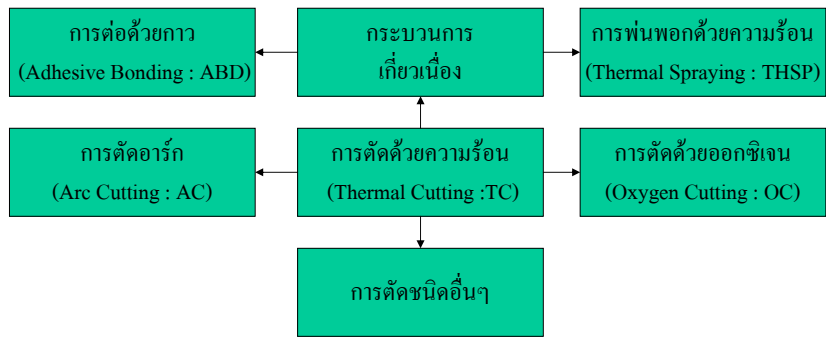 การต่อด้วยกาว
(Adhesive Bonding : ABD)
กระบวนการ
เกี่ยวเนื่อง
การพ่นพอกด้วยความร้อน
(Thermal Spraying : THSP)
การตัดอาร์ก
(Arc Cutting : AC)
การตัดด้วยความร้อน
(Thermal Cutting :TC)
การตัดด้วยออกซิเจน
(Oxygen Cutting : OC)
การตัดชนิดอื่นๆ